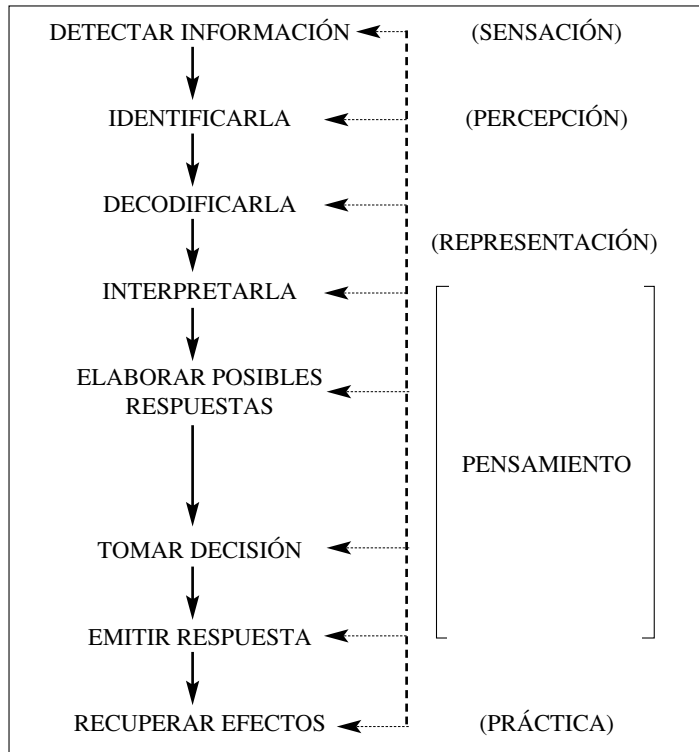 DETECTAR INFORMACIÓN (SENSACIÓN)
IDENTIFICARLA (PERCEPCIÓN)
DECODIFICARLA
(REPRESENTACIÓN)
INTERPRETARLA
ELABORAR POSIBLES
RESPUESTAS
PENSAMIENTO
TOMAR DECISIÓN
EMITIR RESPUESTA
RECUPERAR EFECTOS (PRÁCTICA)